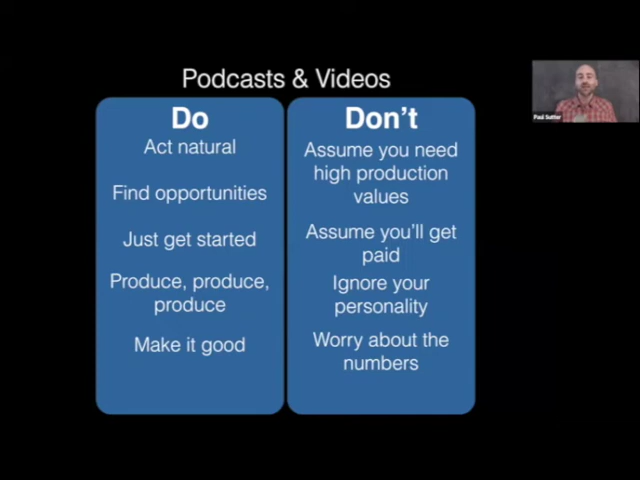 Podcasts & Videos
Do
Act natural
Find opportunities
Just get started
Produce, produce,
produce
Make it good
Don't
Assume you need
high production
values
Assume you'll get
paid
Ignore your
personality
Worry about the
numbers
Paul Sutter